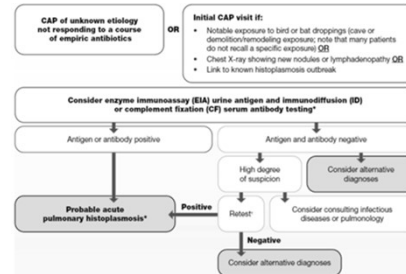 CAP of unknown etiology
not responding to a course
of empiric antibiotics
OR
Initial CAP visit if:
• Notable exposure to bird or bat droppings (cave or
demolition/remodeling exposure; note that many patients
do not recall a specific exposure) OR
• Chest X-ray showing new nodules or lymphadenopathy OR
• Link to known histoplasmosis outbreak
Consider enzyme immunoassay (EIA) urine antigen and immunodiffusion (ID)
or complement fixation (CF) serum antibody testing*
Antigen or antibody positive
Antigen and antibody negative
High degree
of suspicion
Consider alternative
diagnoses
Probable acute
pulmonary histoplasmosis
Positive
Retest
Consider consulting infectious
diseases or pulmonology
Negative
Consider alternative diagnoses